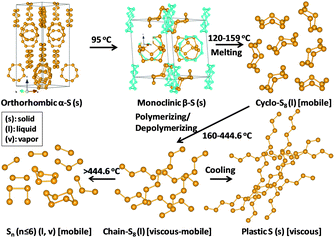 95 °C
120-159 °C
Melting
Orthorhombic α-S (s)
Monoclinic β-S (s)
Cyclo-S8 (l) [mobile]
(s): solid
(l): liquid
(v): vapor
Polymerizing/
Depolymerizing
160-444.6 °C
>444.6 °C
Cooling
Sn (n≤6) (l, v) [mobile]
Chain-S8 (l) [viscous-mobile]
Plastic S (s) [viscous]